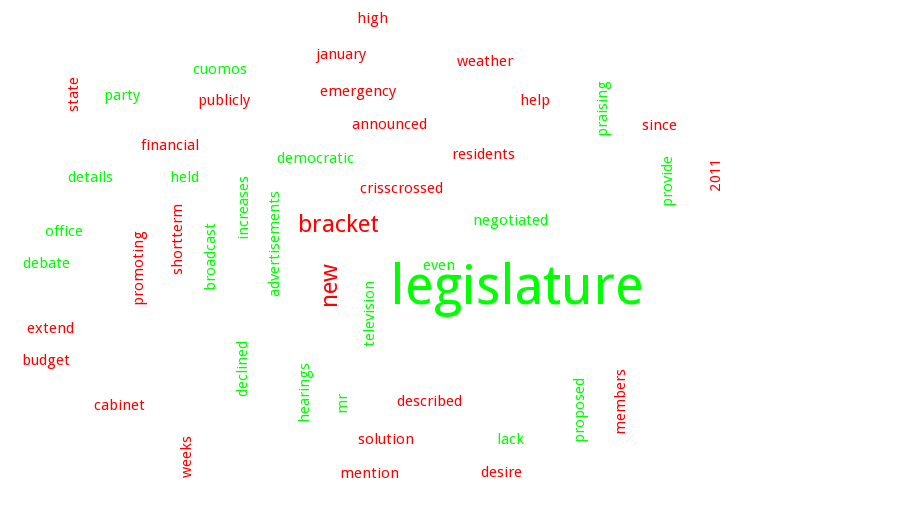 high
january
weather
cuomos
state
party
publicly
emergency
help
praising
announced
since
financial
democratic
residents
details
held
increases
crisscrossed
provide
2011
office
promoting
shortterm
broadcast
advertisements
bracket
negotiated
debate
new
television
even
legislature
extend
budget
declined
cabinet
hearings
mr
described
proposed
members
weeks
solution
lack
mention
desire